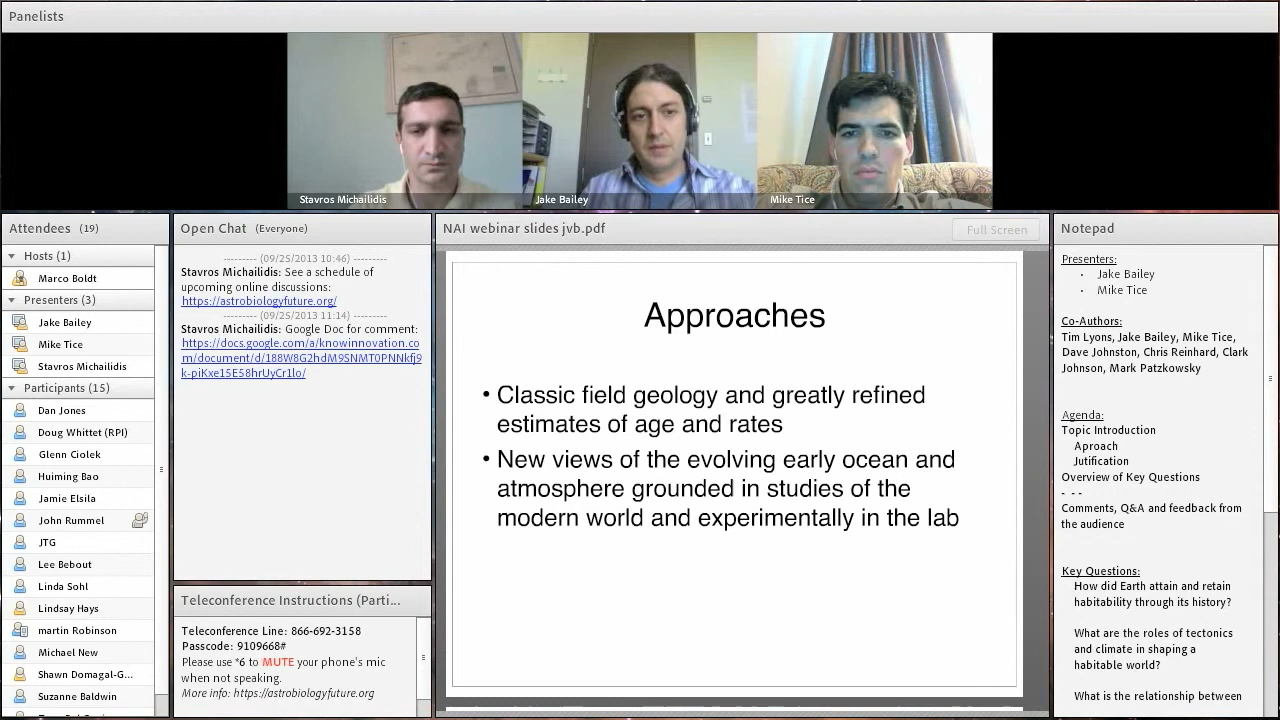 Panelists
Stavros Michailidis
Jake Bailey
Mike Tice
Attendees (19)
Hosts (1)
Marco Boldt
Presenters (3)
Jake Bailey
Mike Tice
Stavros Michailidis
Participants (15)
Dan Jones
Doug Whittet (RPI)
Glenn Ciolek
Huiming Bao
Jamie Elsila
John Rummel
JTG
Lee Bebout
Linda Sohl
Lindsay Hays
martin Robinson
Michael New
Shawn Domagal-G...
Suzanne Baldwin
Open Chat (Everyone)
--------- (09/25/2013 10:46) ---------
Stavros Michailidis: See a schedule of
upcoming online discussions:
https://astrobiologyfuture.org/
--------- (09/25/2013 11:14) ---------
Stavros Michailidis: Google Doc for comment:
https://docs.google.com/a/knowinnovation.co
m/document/d/188W8G2hdM9SNMT0PNNkfj9
k-piKxe15E58hrUyCr1lo/
Teleconference Instructions (Parti...
Teleconference Line: 866-692-3158
Passcode: 9109668#
Please use *6 to MUTE your phone's mic
when not speaking.
More info: https://astrobiologyfuture.org
NAI webinar slides jvb.pdf
Full Screen
Approaches
• Classic field geology and greatly refined
estimates of age and rates
• New views of the evolving early ocean and
atmosphere grounded in studies of the
modern world and experimentally in the lab
Notepad
Presenters:
• Jake Bailey
• Mike Tice
Co-Authors:
Tim Lyons, Jake Bailey, Mike Tice,
Dave Johnston, Chris Reinhard, Clark
Johnson, Mark Patzkowsky
Agenda:
Topic Introduction
Aproach
Jutification
Overview of Key Questions
- - -
Comments, Q&A and feedback from
the audience
Key Questions:
How did Earth attain and retain
habitability through its history?
What are the roles of tectonics
and climate in shaping a
habitable world?
What is the relationship between